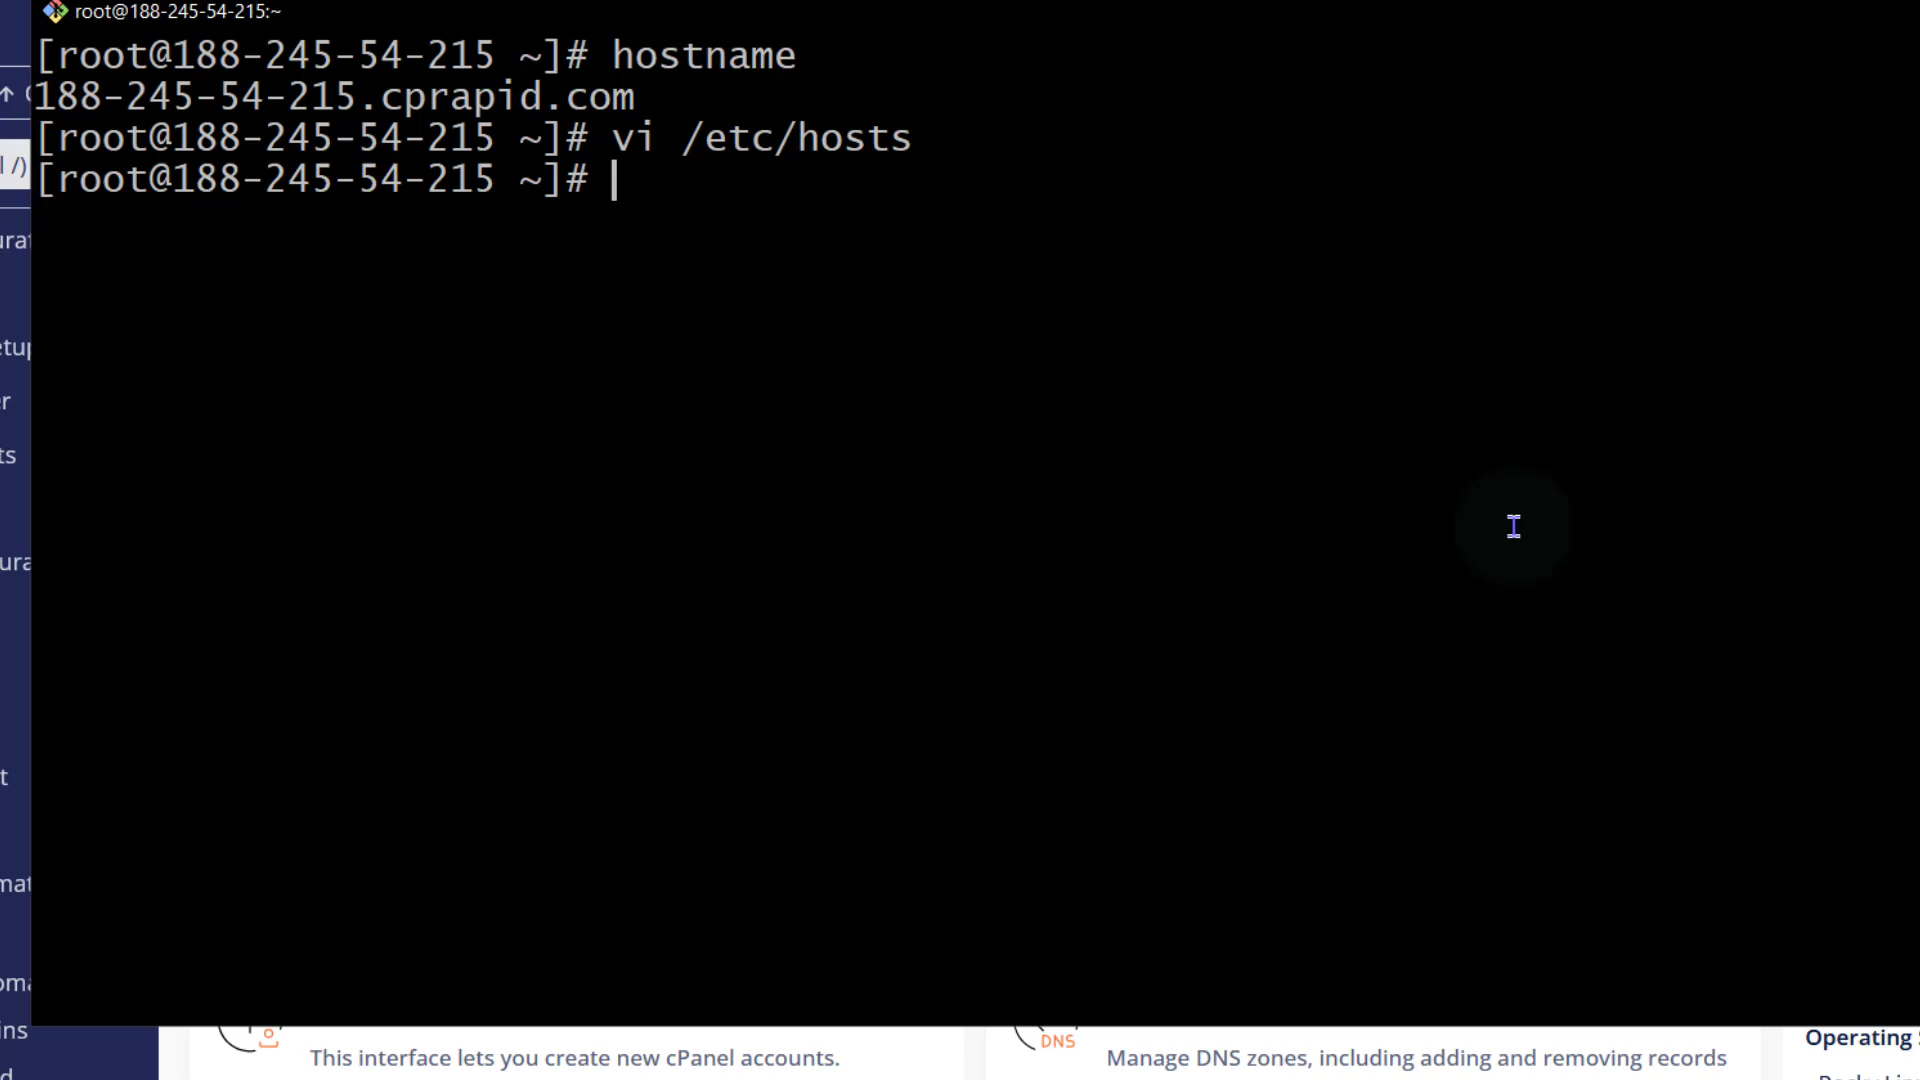 root@188-245-54-215:~
[root@188-245-54-215 ~]# hostname
188-245-54-215.cprapid.com
[root@188-245-54-215 ~]# vi /etc/hosts
[root@188-245-54-215 ~]#
l /)
DNS
This interface lets you create new cPanel accounts.
Manage DNS zones, including adding and removing records
Operating